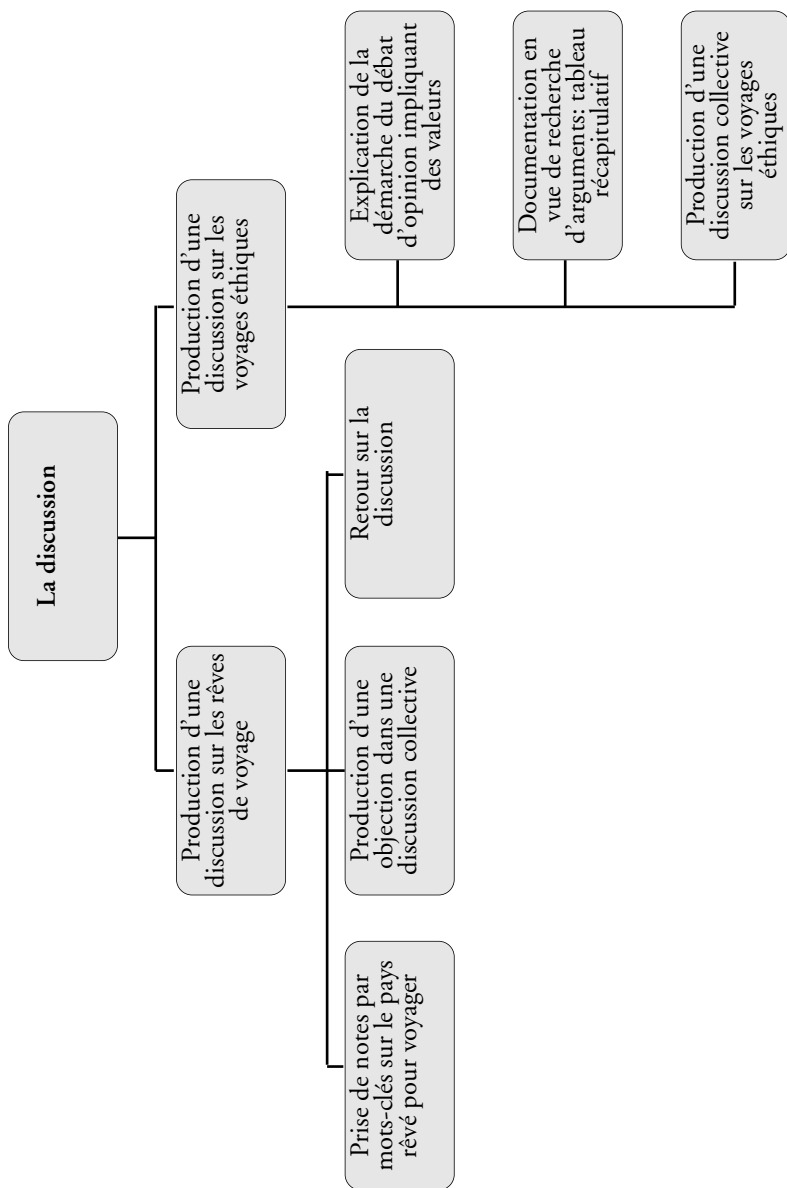 La discussion
Production d’une
discussion sur les rêves
de voyage
Production d’une
discussion sur les
voyages éthiques
Prise de notes par
mots-clés sur le pays
rêvé pour voyager
Production d’une
objection dans une
discussion collective
Retour sur la
discussion
Explication de la
démarche du débat
d’opinion impliquant
des valeurs
Documentation en
vue de recherche
d’arguments: tableau
récapitulatif
Production d’une
discussion collective
sur les voyages
éthiques